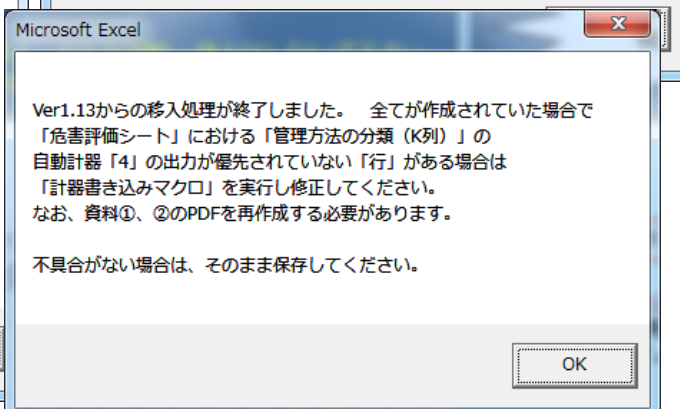 Microsoft Excel
Ver1.13からの移入処理が終了しました。　全てが作成されていた場合で
「危害評価シート」における「管理方法の分類（K列）」の
自動計器「4」の出力が優先されていない「行」がある場合は
「計器書き込みマクロ」を実行し修正してください。
なお、資料①、②のPDFを再作成する必要があります。
不具合がない場合は、そのまま保存してください。
OK